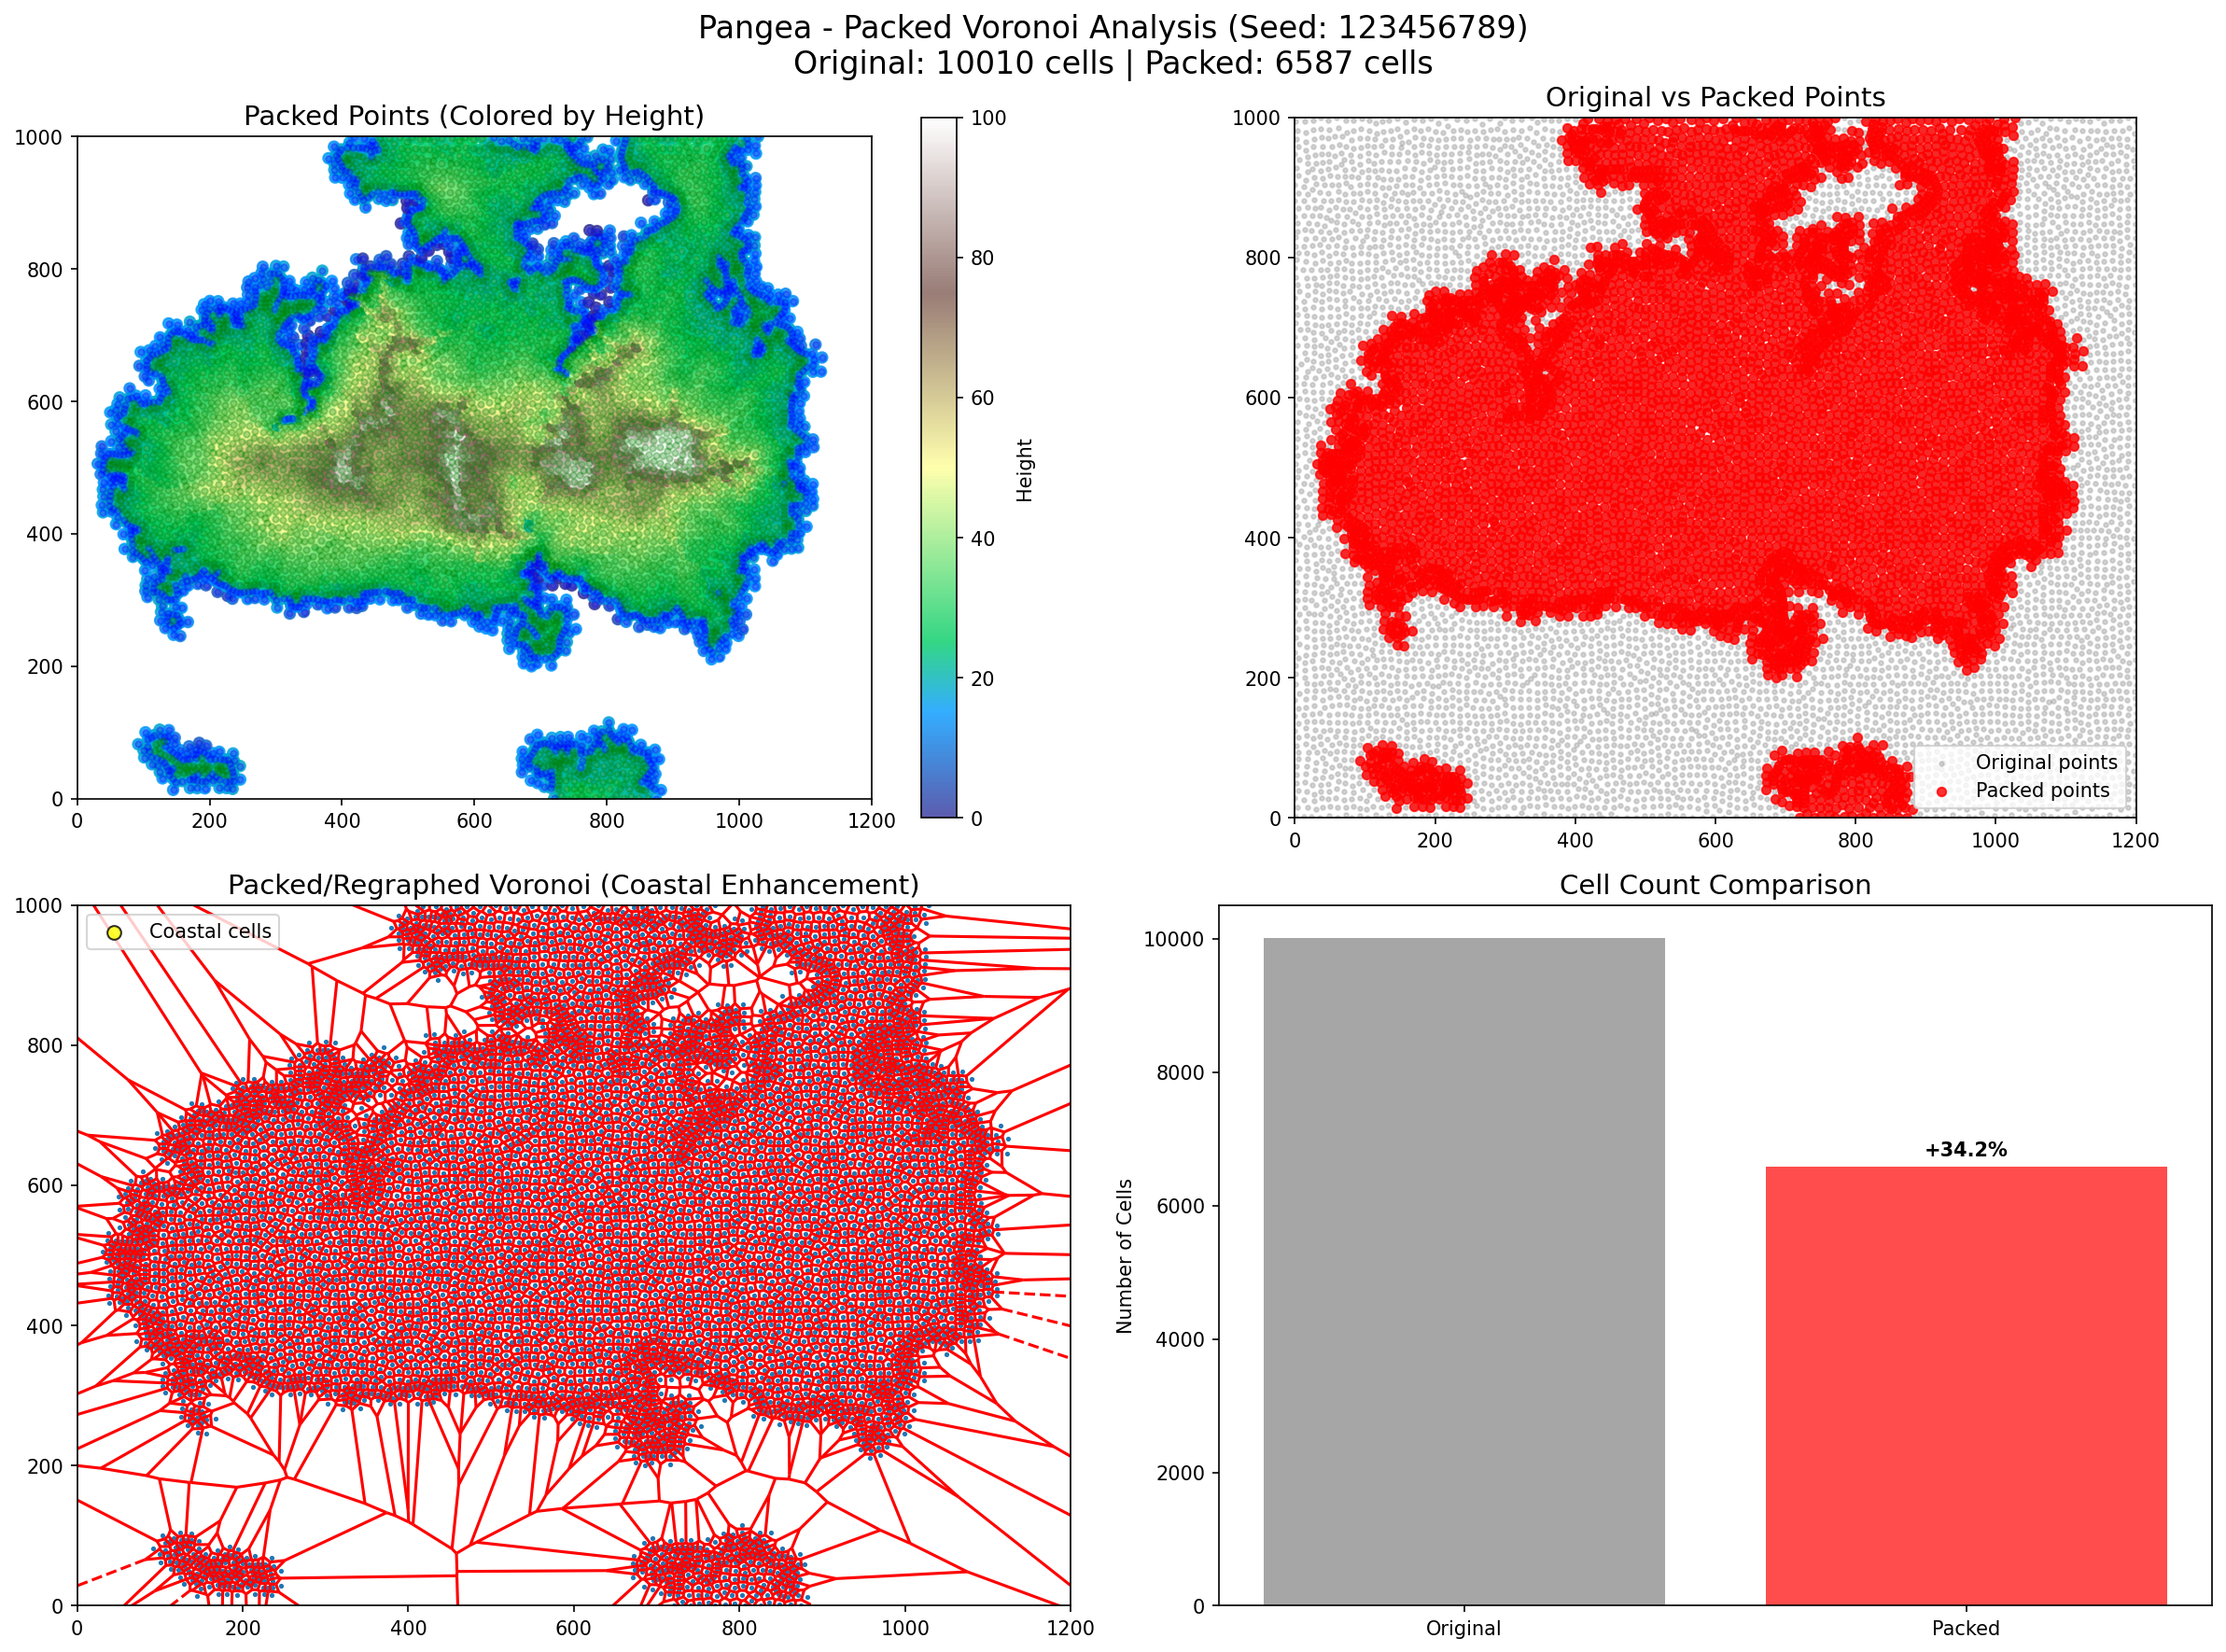 Pangea - Packed Voronoi Analysis (Seed: 123456789)
Original: 10010 cells | Packed: 6587 cells
Packed Points (Colored by Height)
1000
800
600
400
200
0
0 200 400 600 800 1000 1200
100
80
60
40
20
0
Height
Original vs Packed Points
1000
800
600
400
200
0
Original points
Packed points
0 200 400 600 800 1000 1200
Packed/Regraphed Voronoi (Coastal Enhancement)
Coastal cells
1000
800
600
400
200
0
0 200 400 600 800 1000 1200
Cell Count Comparison
Number of Cells
10000
8000
6000
4000
2000
0
+34.2%
Original Packed